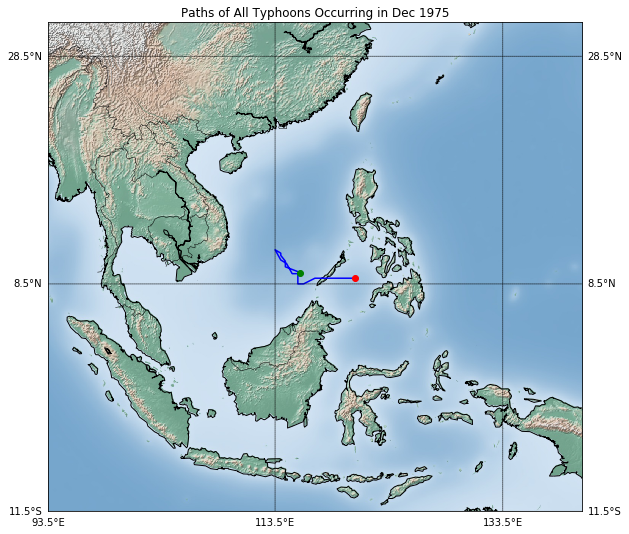 Paths of All Typhoons Occurring in Dec 1975
28.5°N 28.5°N
8.5°N 8.5°N
11.5°S 11.5°S
93.5°E 113.5°E 133.5°E